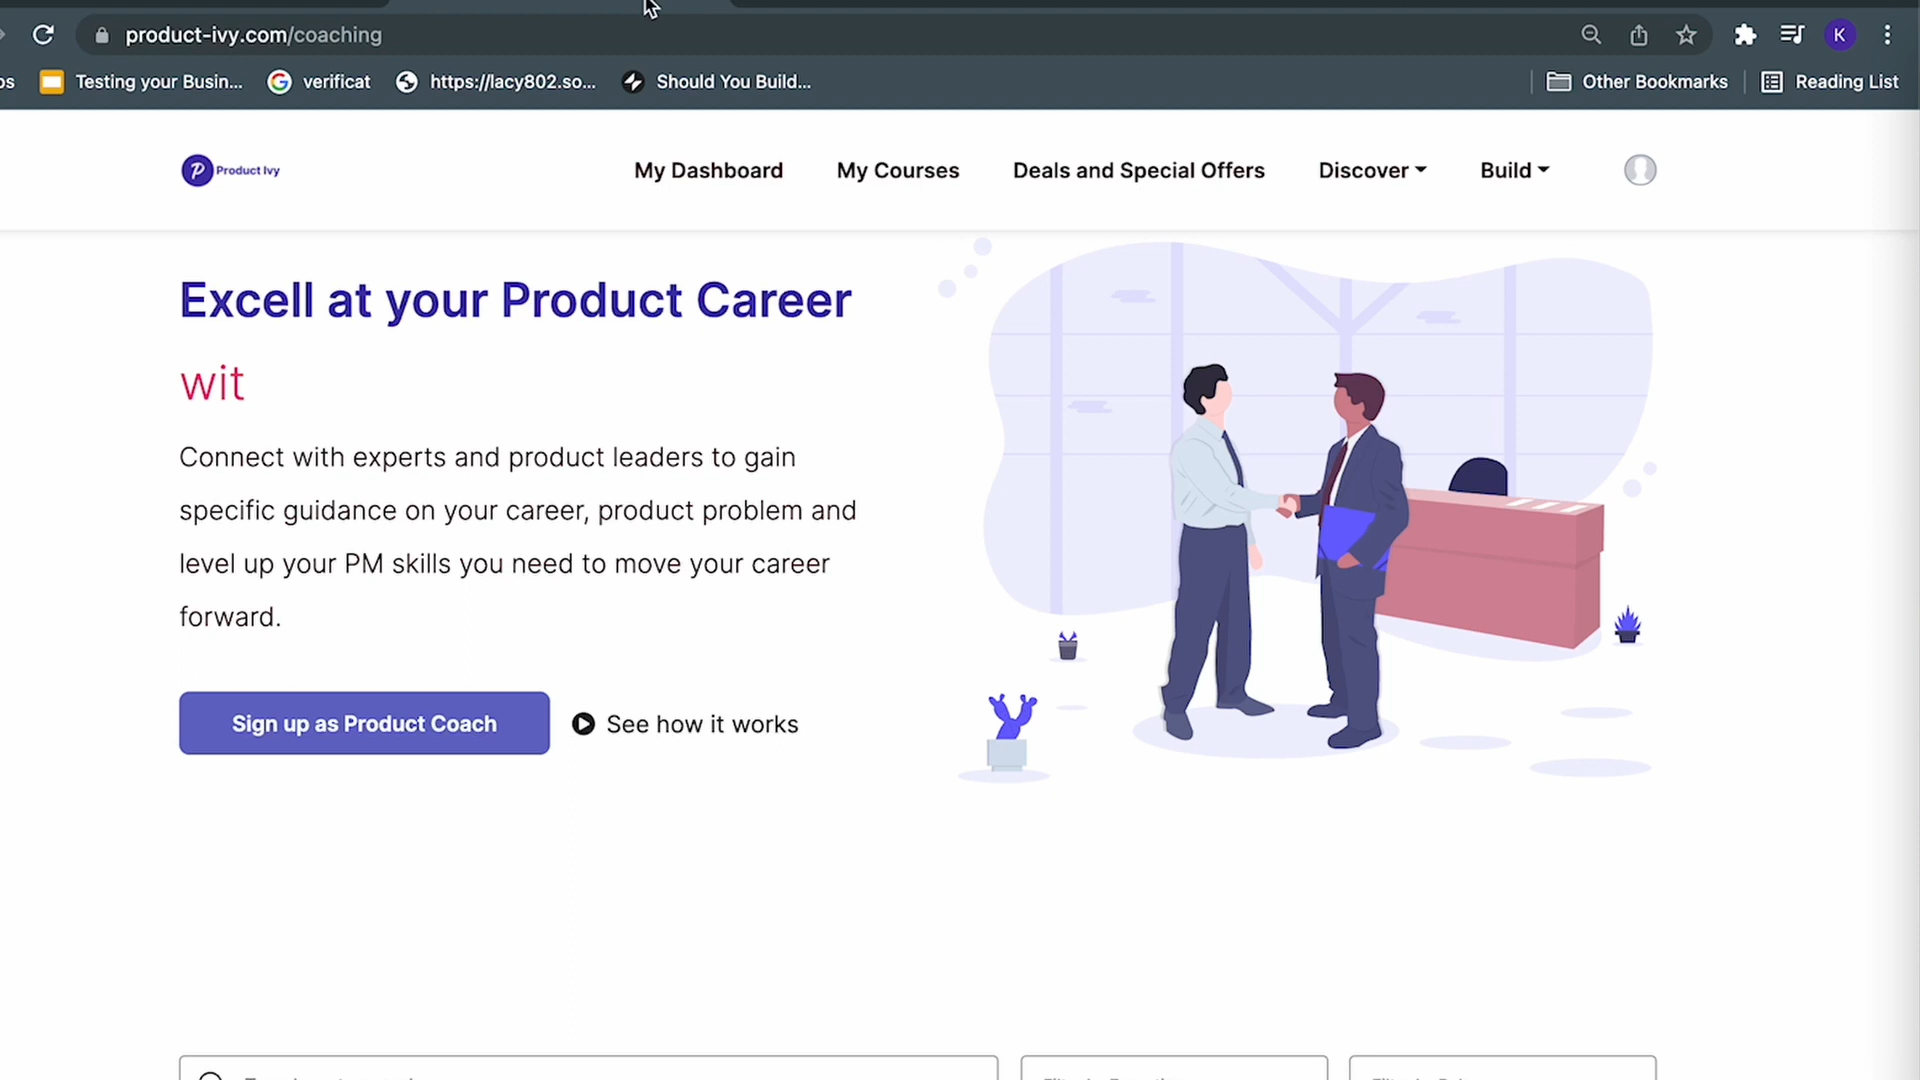 product-ivy.com/coaching
K
os Testing your Busin... verificat https://lacy802.so... Should You Build... Other Bookmarks Reading List
P Product Ivy My Dashboard My Courses Deals and Special Offers Discover Build
Excell at your Product Career
wit
Connect with experts and product leaders to gain
specific guidance on your career, product problem and
level up your PM skills you need to move your career
forward.
Sign up as Product Coach See how it works